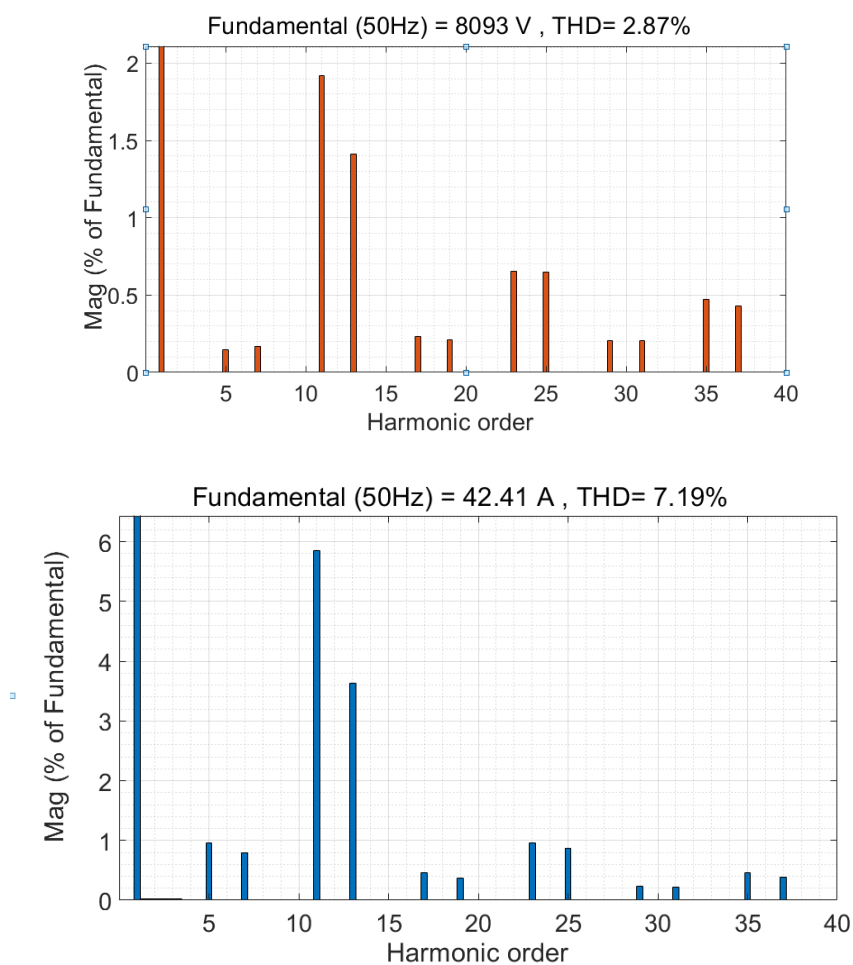 Fundamental (50Hz) = 8093 V , THD= 2.87%
Mag (% of Fundamental)
2
1.5
1
0.5
0
5 10 15 20 25 30 35 40
Harmonic order
Fundamental (50Hz) = 42.41 A , THD= 7.19%
Mag (% of Fundamental)
6
5
4
3
2
1
0
5 10 15 20 25 30 35 40
Harmonic order